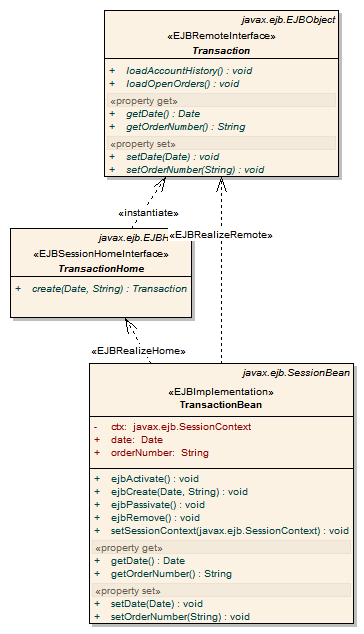 javax.ejb.EJBObject
«EJBRemoteInterface»
Transaction
+ loadAccountHistory() : void
+ loadOpenOrders() : void
«property get»
+ getDate() : Date
+ getOrderNumber() : String
«property set»
+ setDate(Date) : void
+ setOrderNumber(String) : void
«instantiate»
«EJBRealizeRemote»
javax.ejb.EJBH
«EJBSessionHomeInterface»
TransactionHome
+ create(Date, String) : Transaction
«EJBRealizeHome»
javax.ejb.SessionBean
«EJBImplementation»
TransactionBean
- ctx: javax.ejb.SessionContext
+ date: Date
+ orderNumber: String
+ ejbActivate() : void
+ ejbCreate(Date, String) : void
+ ejbPassivate() : void
+ ejbRemove() : void
+ setSessionContext(javax.ejb.SessionContext) : void
«property get»
+ getDate() : Date
+ getOrderNumber() : String
«property set»
+ setDate(Date) : void
+ setOrderNumber(String) : void